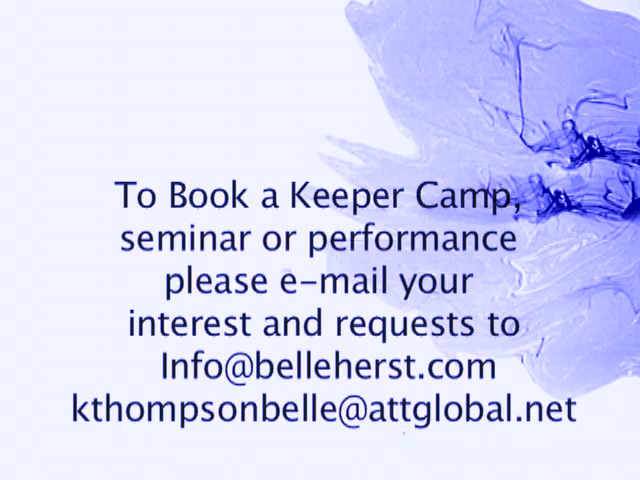 To Book a Keeper Camp,
seminar or performance
please e-mail your
interest and requests to
Info@belleherst.com
kthompsonbelle@attglobal.net